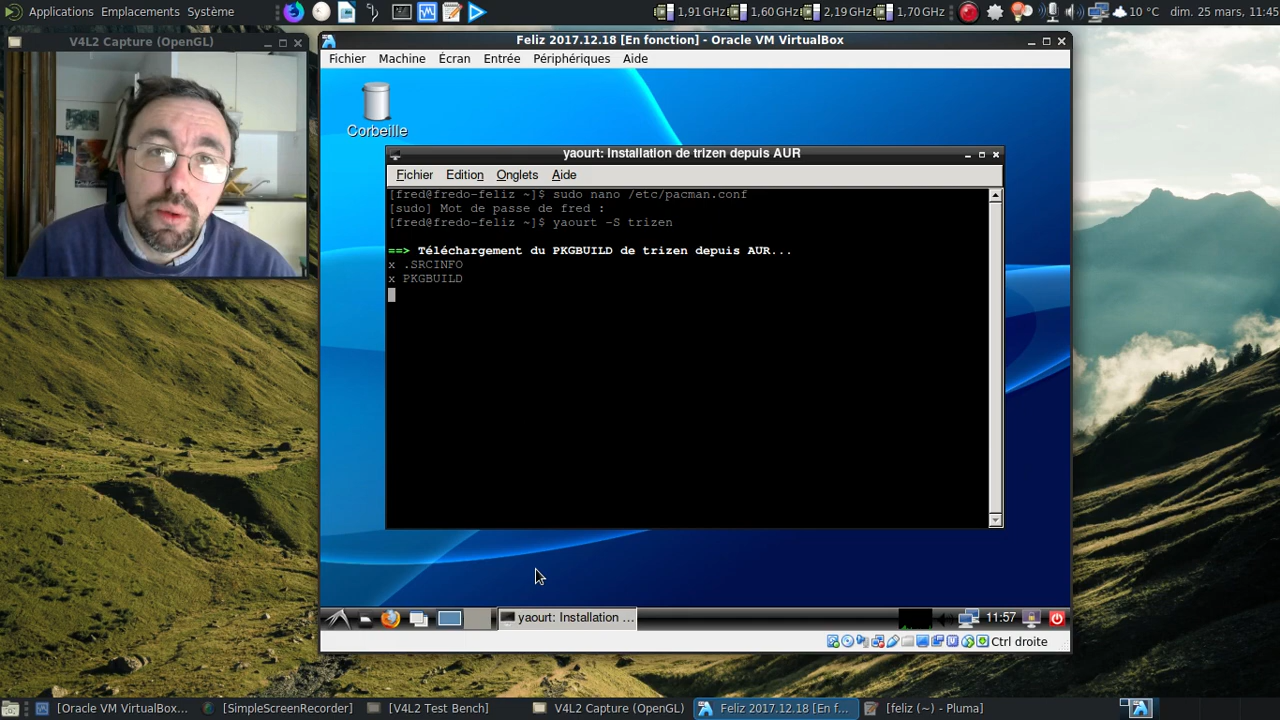 Applications Emplacements Système
1,91 GHz 1,60 GHz 2,19 GHz 1,70 GHz 10 °C dim. 25 mars, 11:45
V4L2 Capture (OpenGL)
Feliz 2017.12.18 [En fonction] - Oracle VM VirtualBox
Fichier Machine Écran Entrée Périphériques Aide
Corbeille
yaourt: Installation de trizen depuis AUR
Fichier Edition Onglets Aide
[fred@fredo-feliz ~]$ sudo nano /etc/pacman.conf
[sudo] Mot de passe de fred :
[fred@fredo-feliz ~]$ yaourt -S trizen
==> Téléchargement du PKGBUILD de trizen depuis AUR...
x .SRCINFO
x PKGBUILD
yaourt: Installation ... 11:57
Ctrl droite
[Oracle VM VirtualBox... [SimpleScreenRecorder] [V4L2 Test Bench] V4L2 Capture (OpenGL) Feliz 2017.12.18 [En f... [feliz (~) - Pluma]